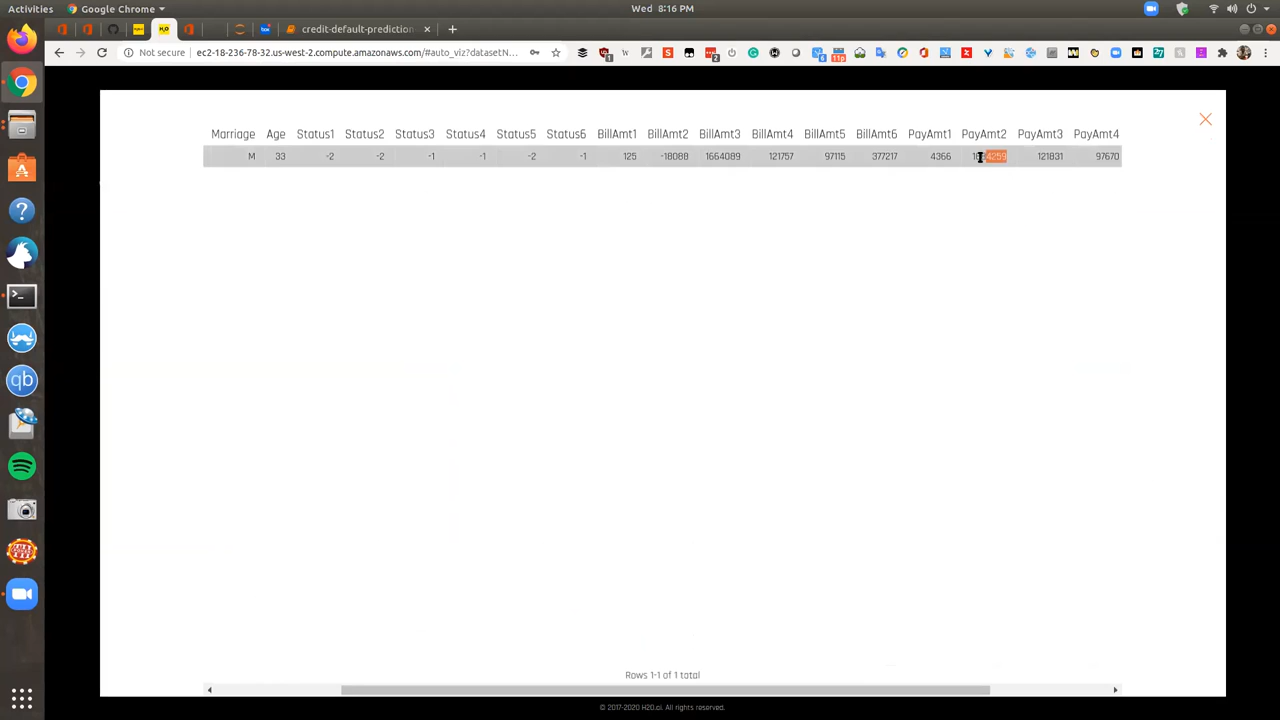 Activities Google Chrome Wed 8:16 PM
credit-default-prediction
Not secure ec2-18-236-78-32.us-west-2.compute.amazonaws.com/#auto_viz?datasetN...
Marriage Age Status1 Status2 Status3 Status4 Status5 Status6 BillAmt1 BillAmt2 BillAmt3 BillAmt4 BillAmt5 BillAmt6 PayAmt1 PayAmt2 PayAmt3 PayAmt4
M 33 -2 -2 -1 -1 -2 -1 125 -18088 1664089 121757 97115 377217 4366 121831 97670
Rows 1-1 of 1 total
© 2017-2020 H2O.ai. All rights reserved.